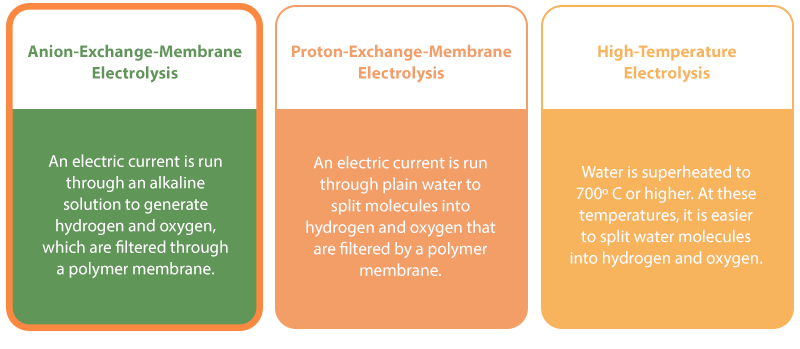 Anion-Exchange-Membrane
Electrolysis
An electric current is run
through an alkaline
solution to generate
hydrogen and oxygen,
which are filtered through
a polymer membrane.
Proton-Exchange-Membrane
Electrolysis
An electric current is run
through plain water to
split molecules into
hydrogen and oxygen that
are filtered by a polymer
membrane.
High-Temperature
Electrolysis
Water is superheated to
700º C or higher. At these
temperatures, it is easier
to split water molecules
into hydrogen and oxygen.